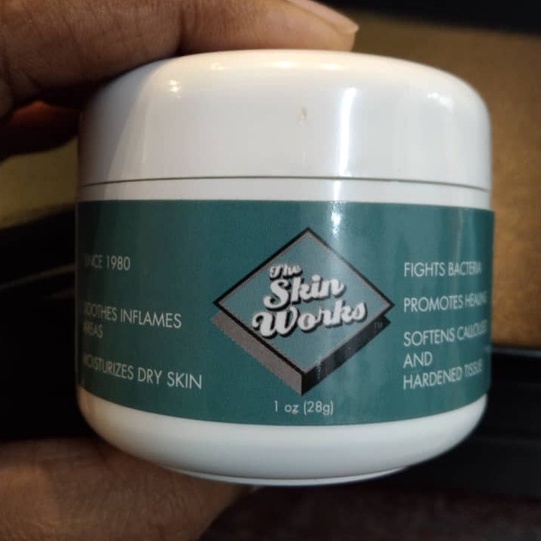 SINCE 1980
SOOTHES INFLAMES
AREAS
MOISTURIZES DRY SKIN
The
Skin
Works
TM
1 oz (28g)
FIGHTS BACTERIA
PROMOTES HEALING
SOFTENS CALLOUSES
AND
HARDENED TISSUE